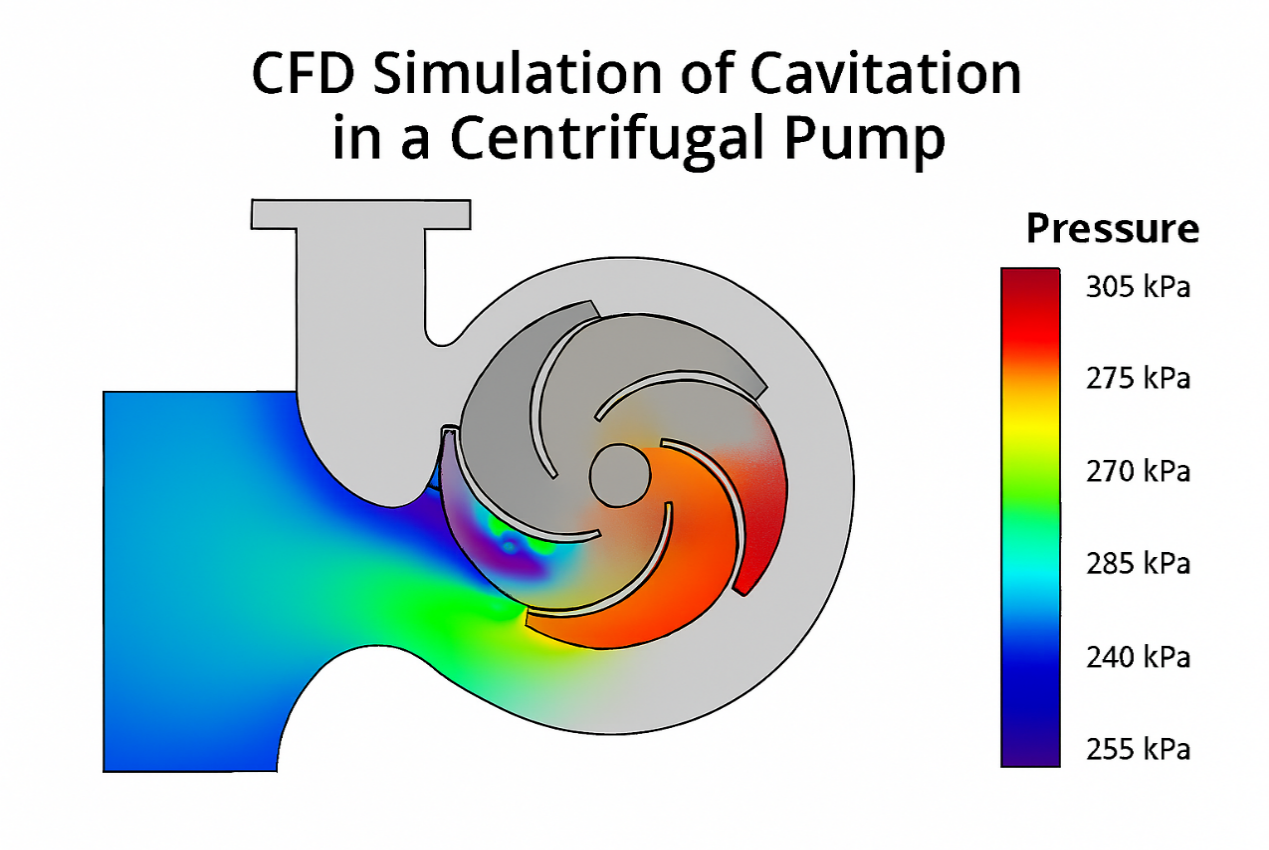 CFD Simulation of Cavitation
in a Centrifugal Pump
Pressure
305 kPa
275 kPa
270 kPa
285 kPa
240 kPa
255 kPa